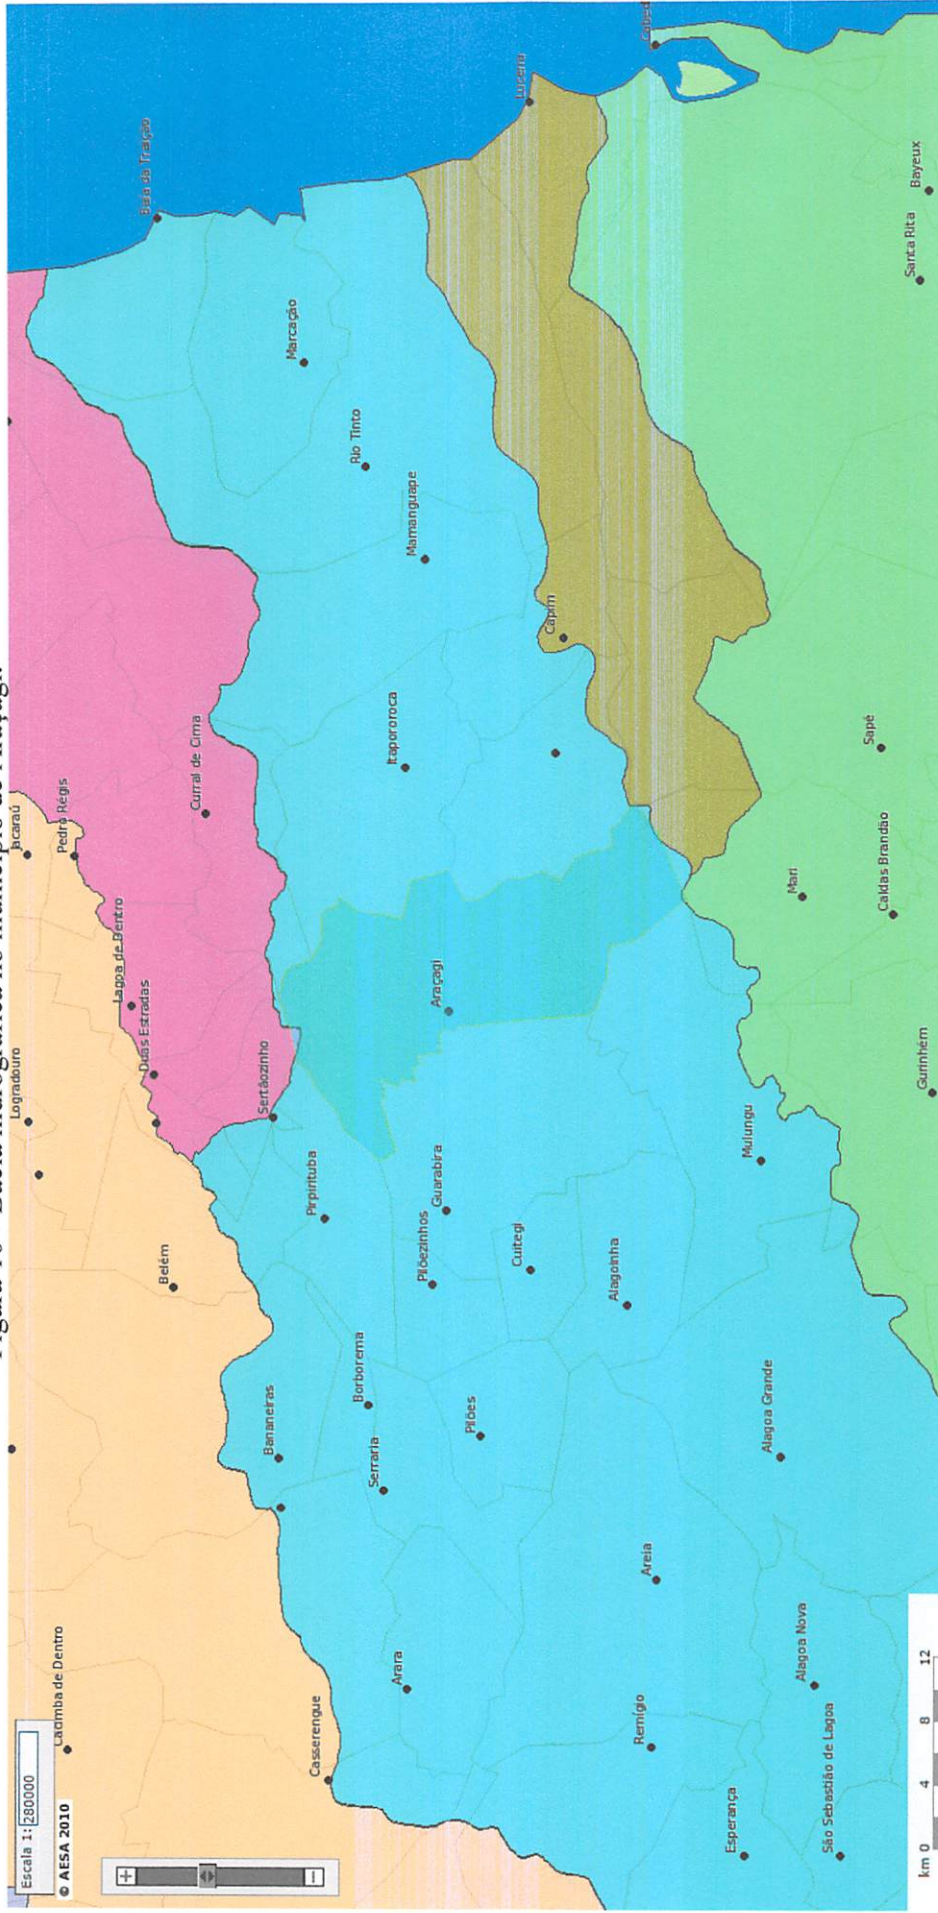 Escala 1: 280000
© AESA 2010
Cacimba de Dentro
Logradouro
Jacaraú
Pedro Régis
Lagoa de Dentro
Duas Estradas
Belém
Curral de Cima
Baía da Traição
Sertãozinho
Bananeiras
Casserengue
Marcação
Pirpirituba
Borborema
Serraria
Rio Tinto
Arara
Itapororoca
Mamanguape
Araçagi
Guarabira
Pilõezinhos
Pilões
Cuitegi
Lucena
Capim
Alagoinha
Areia
Remígio
Esperança
Mulungu
Alagoa Grande
Mari
Alagoa Nova
São Sebastião de Lagoa
Sapé
Caldas Brandão
Gurinhém
Santa Rita
Bayeux
km 0 4 8 12